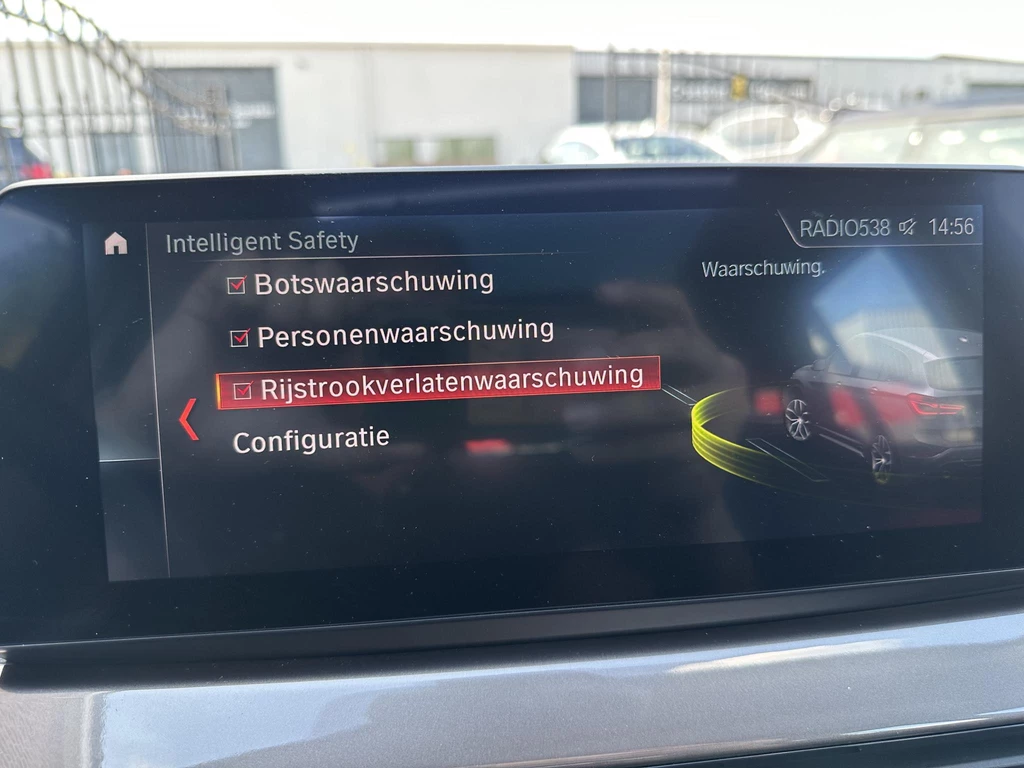 Intelligent Safety
RADIO538 14:56
Botswaarschuwing
Waarschuwing.
Personenwaarschuwing
Rijstrookverlatenwaarschuwing
Configuratie